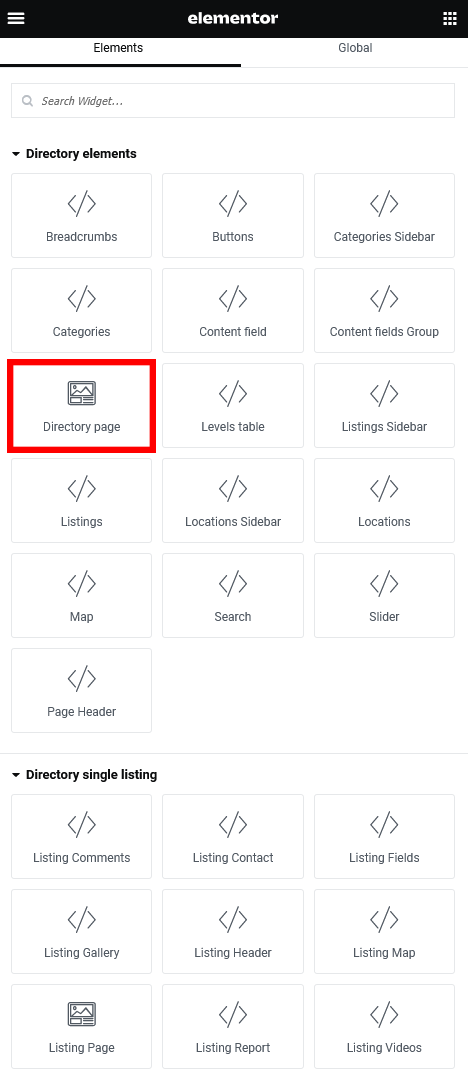 elementor
Elements Global
Search Widget...
Directory elements
Breadcrumbs Buttons Categories Sidebar
Categories Content field Content fields Group
Directory page Levels table Listings Sidebar
Listings Locations Sidebar Locations
Map Search Slider
Page Header
Directory single listing
Listing Comments Listing Contact Listing Fields
Listing Gallery Listing Header Listing Map
Listing Page Listing Report Listing Videos